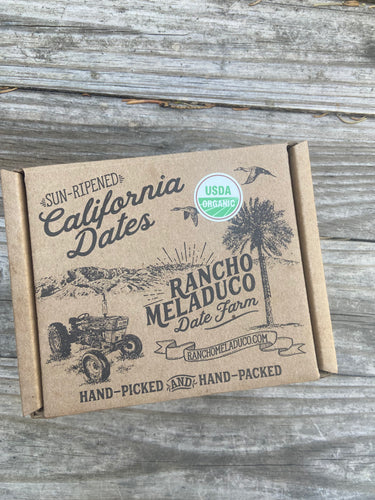 SUN-RIPENED
California
Dates
USDA
ORGANIC
RANCHO
MELADUCO
Date Farm
RANCHOMELADUCO.COM
HAND-PICKED AND HAND-PACKED